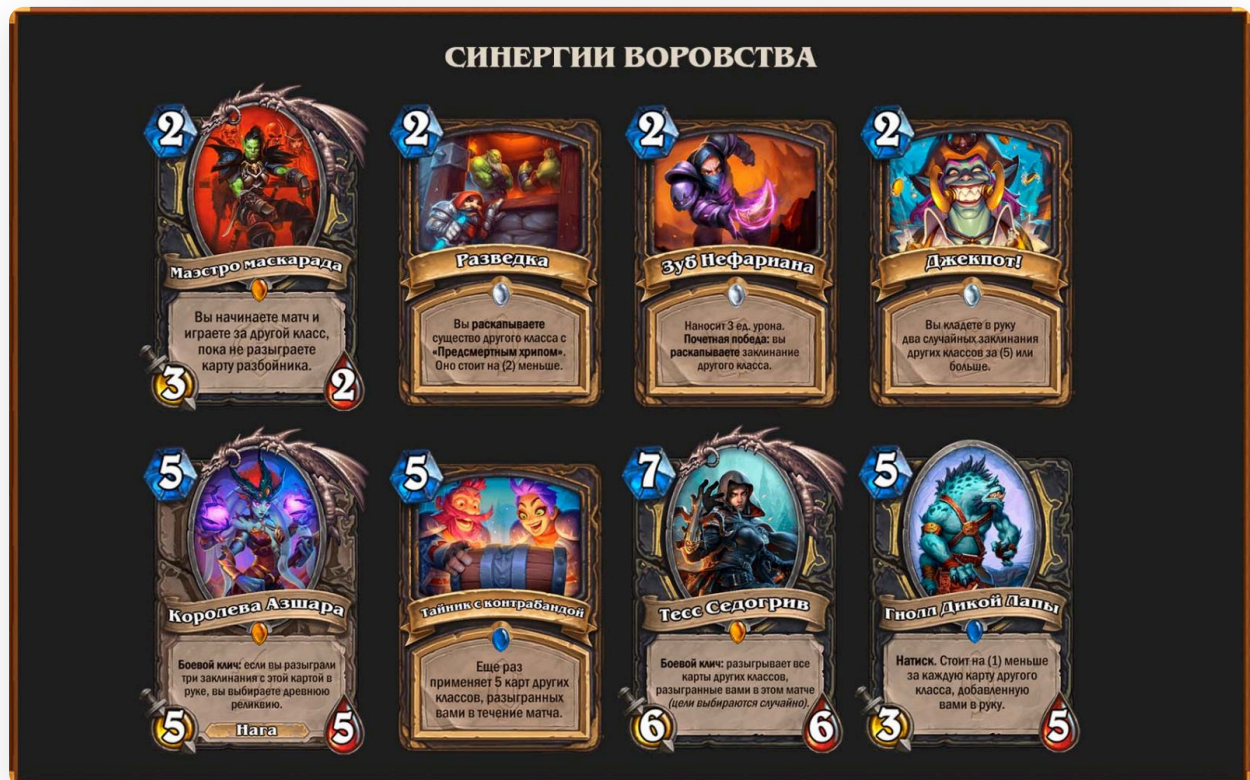 СИНЕРГИИ ВОРОВСТВА
2
Маэстро маскарада
Вы начинаете матч и
играете за другой класс,
пока не разыграете
карту разбойника.
3
2
2
Разведка
Вы раскапываете
существо другого класса с
«Предсмертным хрипом».
Оно стоит на (2) меньше.
2
Зуб Нефариана
Наносит 3 ед. урона.
Почетная победа: вы
раскапываете заклинание
другого класса.
2
Джекпот!
Вы кладете в руку
два случайных заклинания
других классов за (5) или
больше.
5
Королева Азшара
Боевой клич: если вы разыграли
три заклинания с этой картой в
руке, вы выбираете древнюю
реликвию.
5
Нага
5
5
Тайник с контрабандой
Еще раз
применяет 5 карт других
классов, разыгранных
вами в течение матча.
7
Тесс Седогрив
Боевой клич: разыгрывает все
карты других классов,
разыгранные вами в этом матче
(цели выбираются случайно).
6
6
5
Гнолл Дикой Лапы
Натиск. Стоит на (1) меньше
за каждую карту другого
класса, добавленную
вами в руку.
3
5